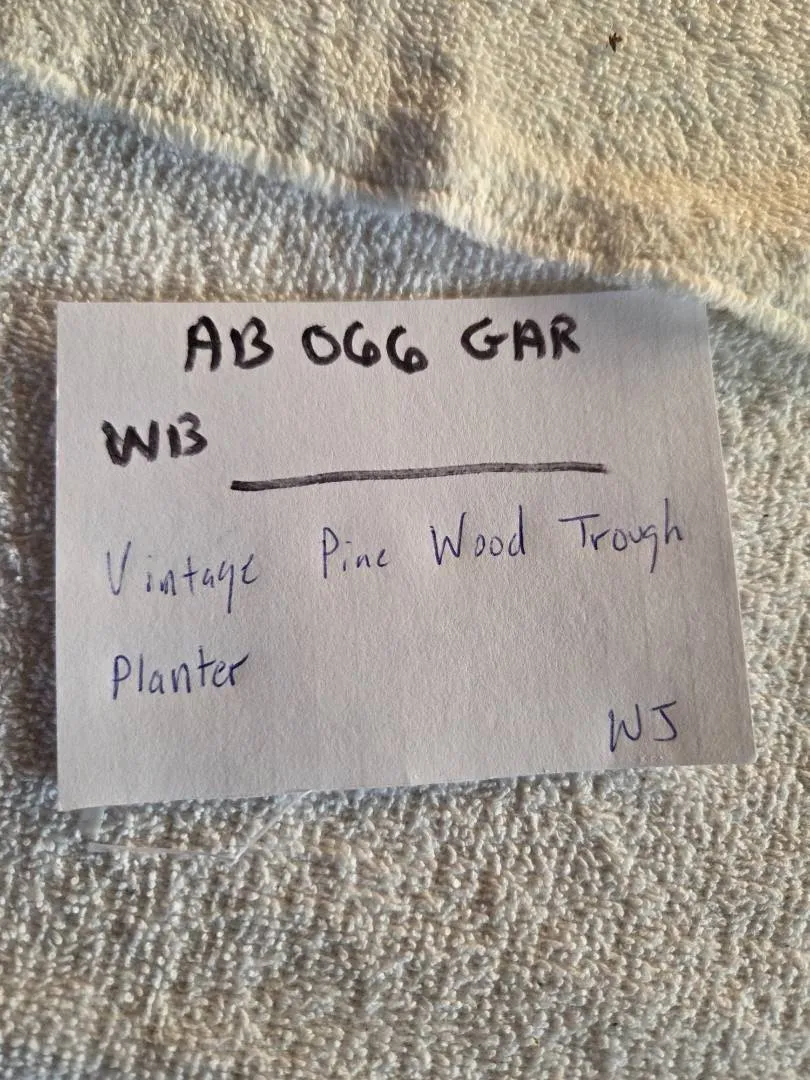 AB 066 GAR
WB
Vintage Pine Wood Trough
Planter
WJ